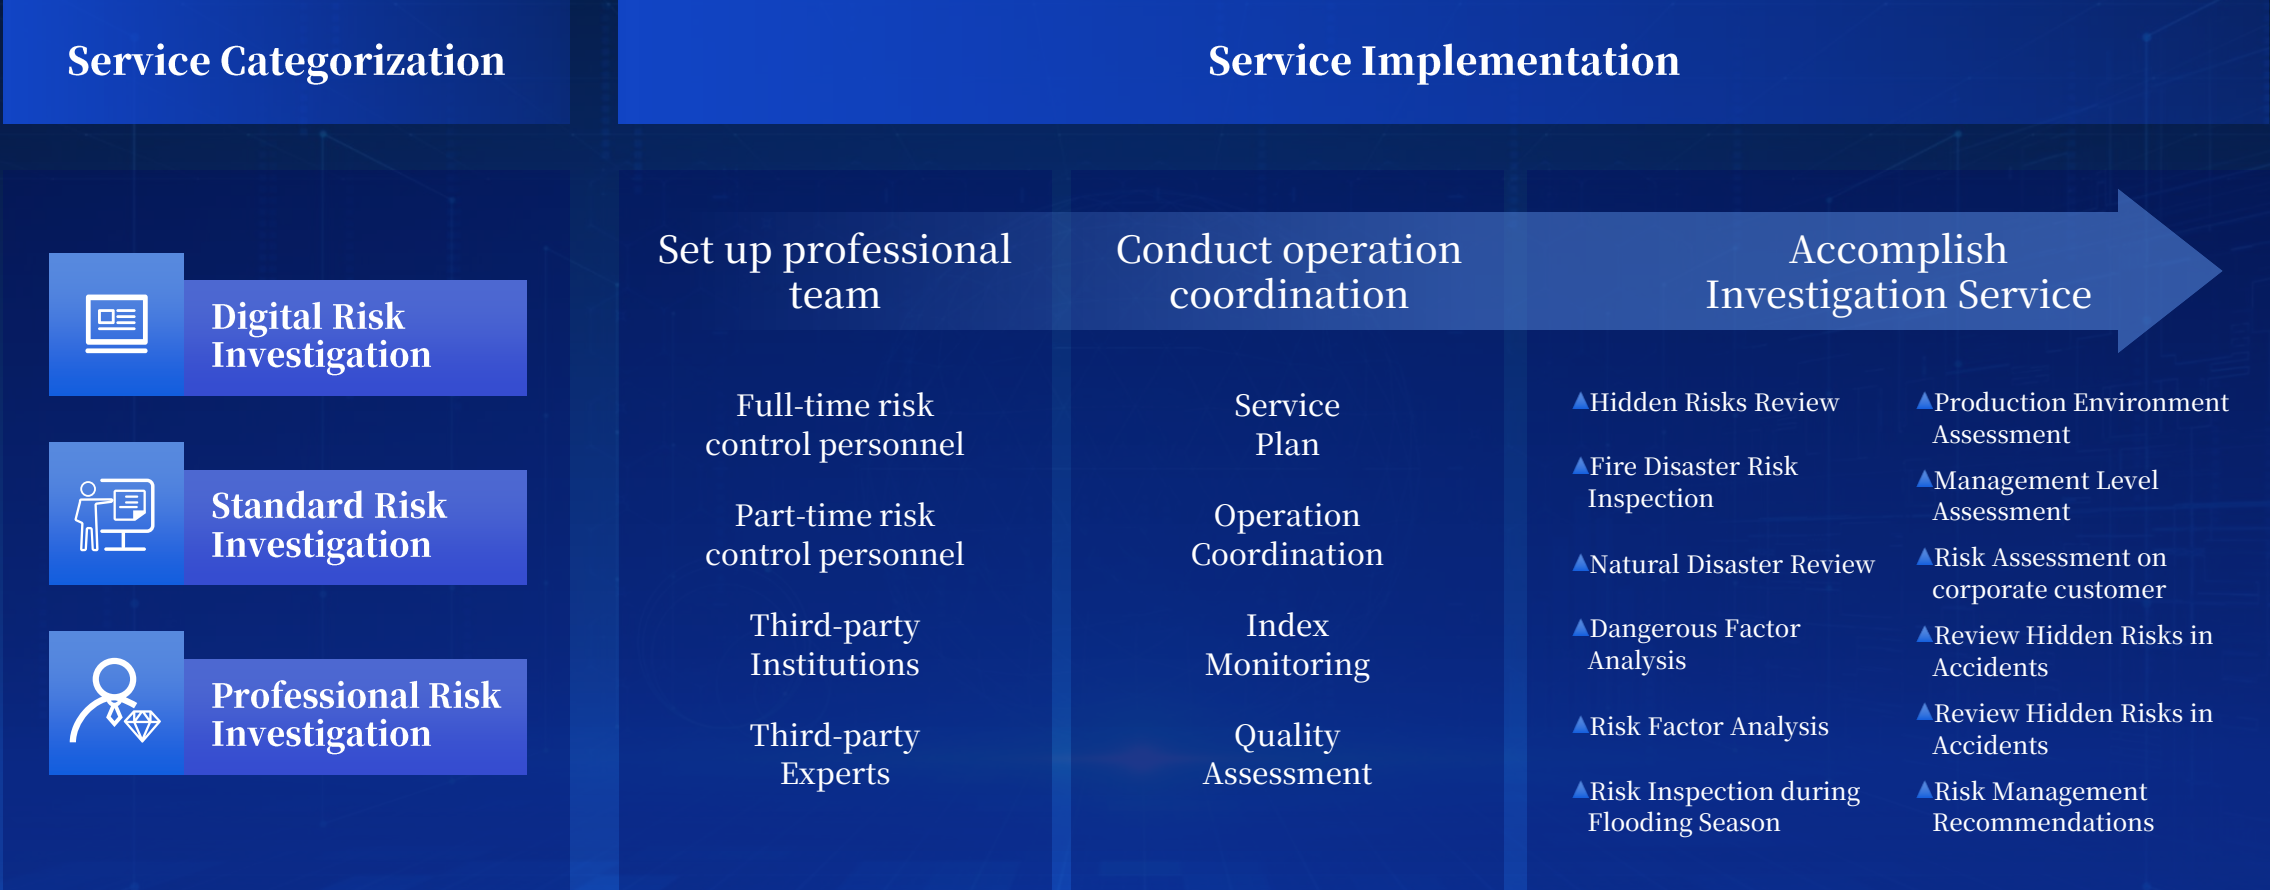 Service Categorization
Service Implementation
Digital Risk
Investigation
Standard Risk
Investigation
Professional Risk
Investigation
Set up professional
team
Conduct operation
coordination
Accomplish
Investigation Service
Full-time risk
control personnel
Part-time risk
control personnel
Third-party
Institutions
Third-party
Experts
Service
Plan
Operation
Coordination
Index
Monitoring
Quality
Assessment
Hidden Risks Review
Fire Disaster Risk
Inspection
Natural Disaster Review
Dangerous Factor
Analysis
Risk Factor Analysis
Risk Inspection during
Flooding Season
Production Environment
Assessment
Management Level
Assessment
Risk Assessment on
corporate customer
Review Hidden Risks in
Accidents
Review Hidden Risks in
Accidents
Risk Management
Recommendations